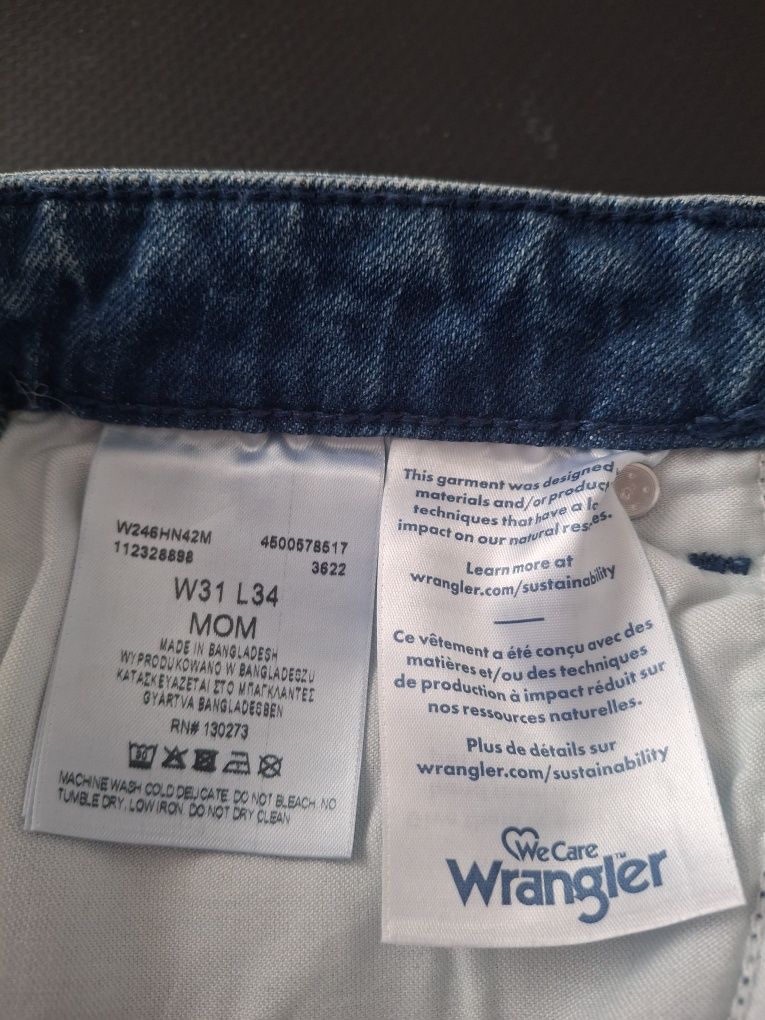 W246HN42M
112328898
4500578517
3622
W31 L34
MOM
MADE IN BANGLADESH
WYPRODUKOWANO W BANGLADESZU
ΚΑΤΑΣΚΕΥΑΖΕΤΑΙ ΣΤΟ ΜΠΑΓΚΛΑΝΤΕΣ
GYÁRTVA BANGLADESBEN
RN# 130273
MACHINE WASH COLD DELICATE. DO NOT BLEACH. NO
TUMBLE DRY. LOW IRON. DO NOT DRY CLEAN
This garment was designed
materials and/or
techniques that have a
impact on our natural
Learn more at
wrangler.com/sustainability
Ce vêtement a été conçu avec des
matières et/ou des techniques
de production à impact réduit sur
nos ressources naturelles.
Plus de détails sur
wrangler.com/sustainability
We Care
Wrangler™